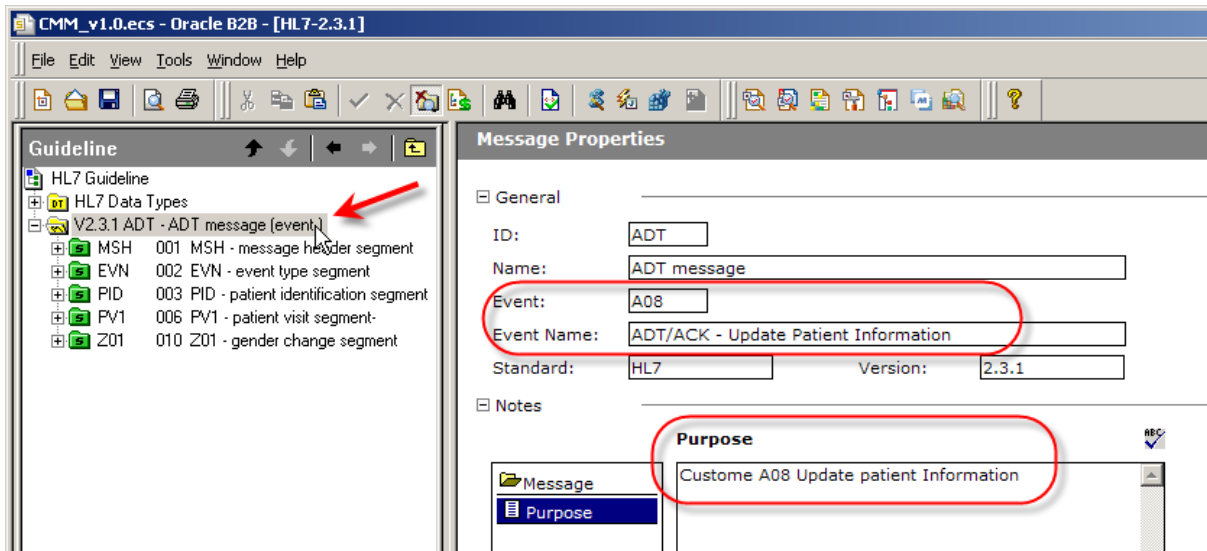 CMM_v1.0.ecs - Oracle B2B - [HL7-2.3.1]
File Edit View Tools Window Help
Guideline
HL7 Guideline
DT HL7 Data Types
V2.3.1 ADT - ADT message (event )
S MSH 001 MSH - message header segment
S EVN 002 EVN - event type segment
S PID 003 PID - patient identification segment
S PV1 006 PV1 - patient visit segment-
S Z01 010 Z01 - gender change segment
Message Properties
General
ID: ADT
Name: ADT message
Event: A08
Event Name: ADT/ACK - Update Patient Information
Standard: HL7 Version: 2.3.1
Notes
Purpose
ABC
Message
Purpose
Custome A08 Update patient Information